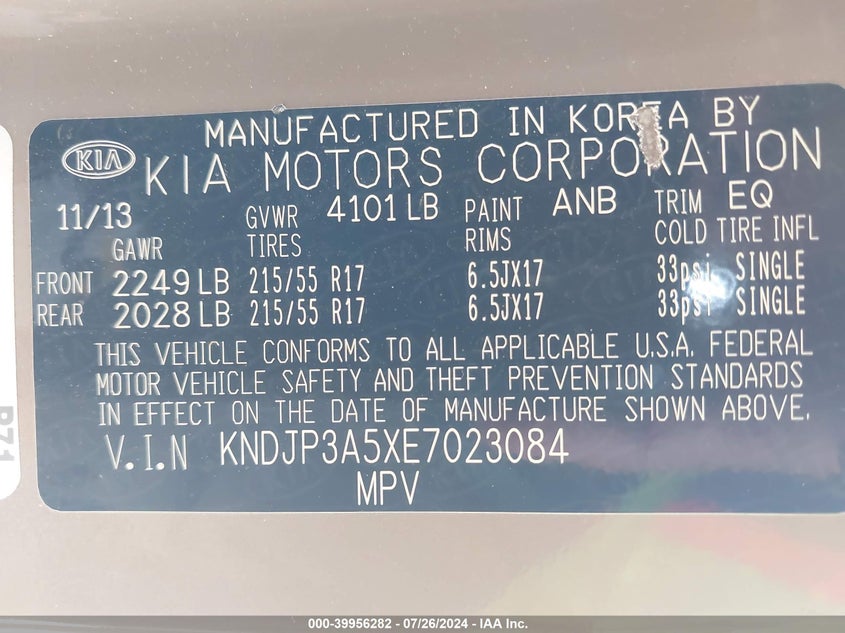 MANUFACTURED IN KOREA BY
KIA KIA MOTORS CORPORATION
11/13 GVWR 4101 LB PAINT ANB TRIM EQ
GAWR TIRES RIMS COLD TIRE INFL
FRONT 2249 LB 215/55 R17 6.5JX17 33psi SINGLE
REAR 2028 LB 215/55 R17 6.5JX17 33psi SINGLE
THIS VEHICLE CONFORMS TO ALL APPLICABLE U.S.A. FEDERAL
MOTOR VEHICLE SAFETY AND THEFT PREVENTION STANDARDS
IN EFFECT ON THE DATE OF MANUFACTURE SHOWN ABOVE.
V.I.N KNDJP3A5XE7023084
MPV
000-39956282 - 07/26/2024 - IAA Inc.